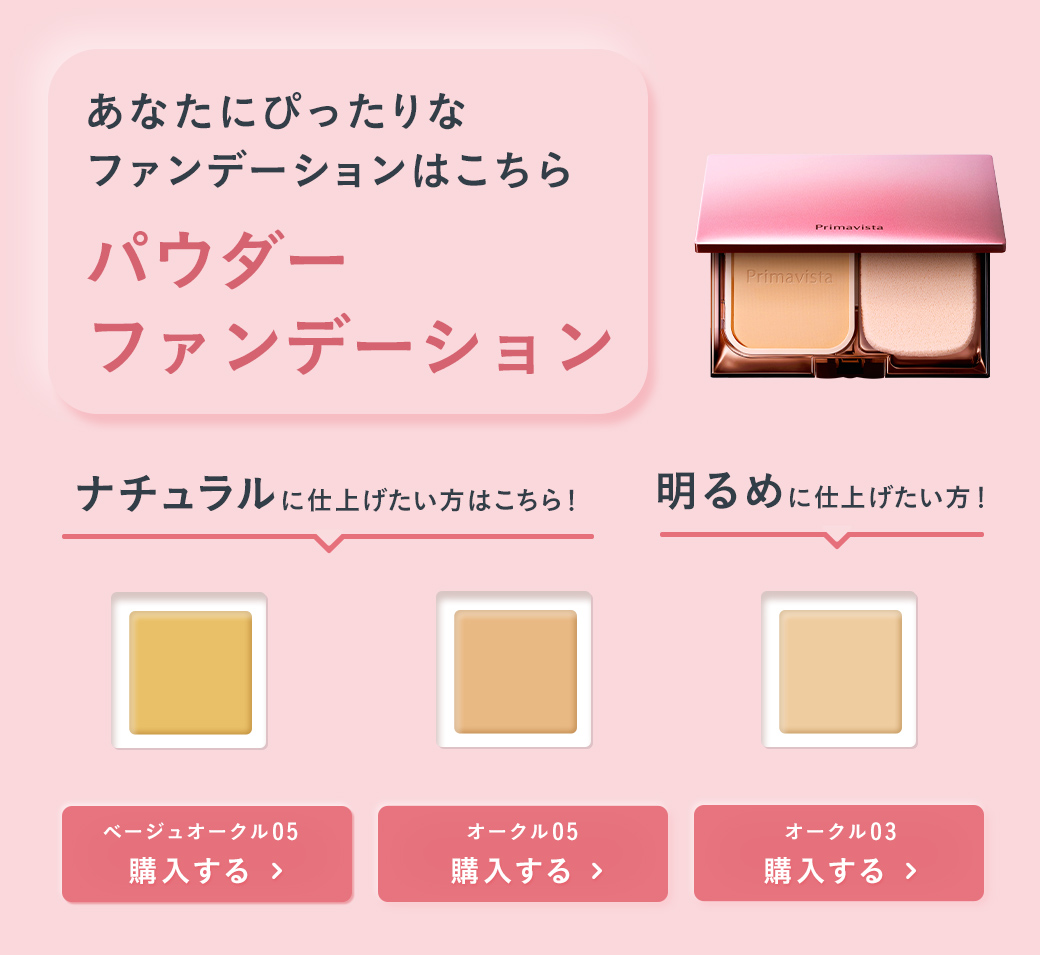 あなたにぴったりな
ファンデーションはこちら
パウダー
ファンデーション
Primavista
Primavista
ナチュラルに仕上げたい方はこちら！
明るめに仕上げたい方！
ベージュオークル05
購入する
オークル05
購入する
オークル03
購入する